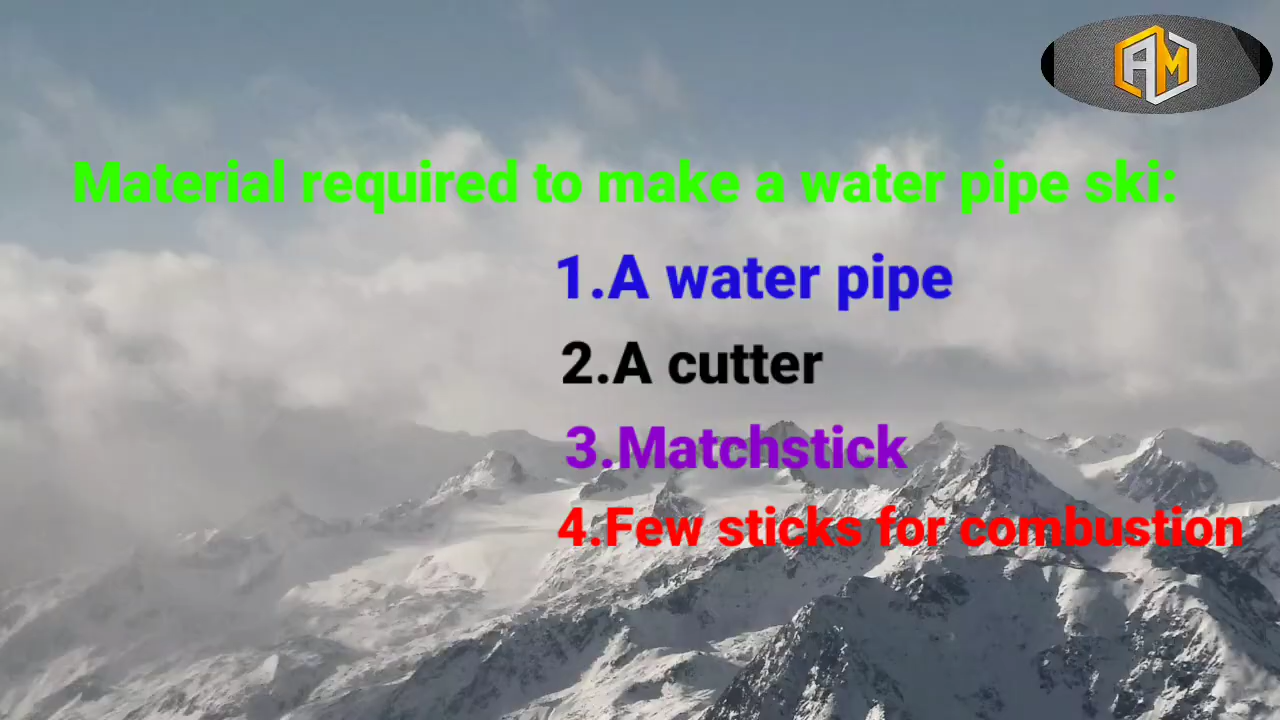 AM
Material required to make a water pipe ski:
1.A water pipe
2.A cutter
3.Matchstick
4.Few sticks for combustion